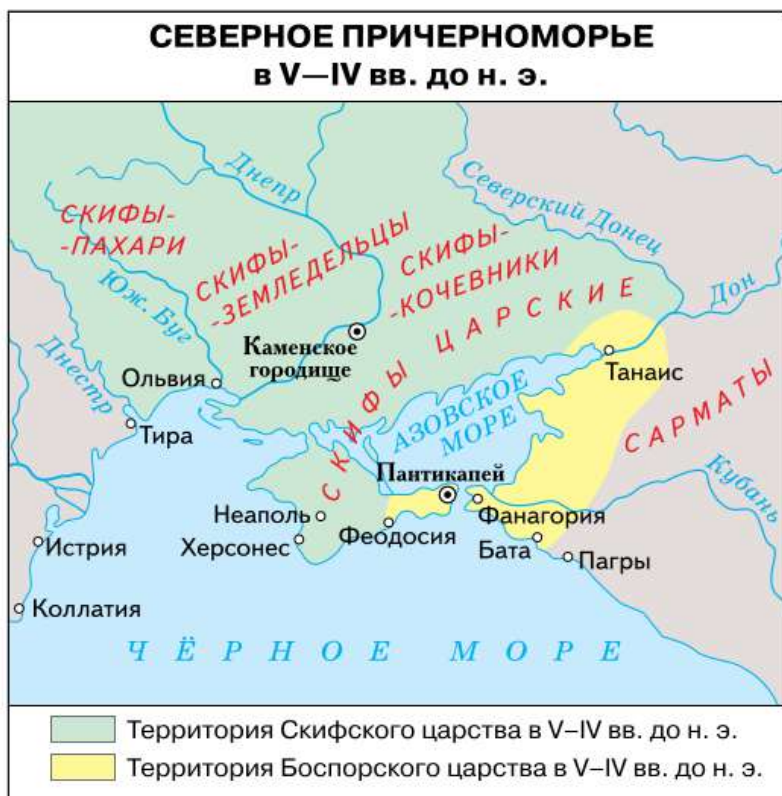 СЕВЕРНОЕ ПРИЧЕРНОМОРЬЕ
в V—IV вв. до н. э.
Днепр
Северский Донец
СКИФЫ-
-ПАХАРИ
СКИФЫ-
-ЗЕМЛЕДЕЛЬЦЫ
СКИФЫ-
-КОЧЕВНИКИ
Юж. Буг
СКИФЫ ЦАРСКИЕ
Дон
Днестр
Каменское
городище
Ольвия
Танаис
Тира
АЗОВСКОЕ
МОРЕ
САРМАТЫ
Пантикапей
Кубань
Неаполь
Фанагория
Херсонес
Феодосия
Бата
Пагры
Истрия
Коллатия
ЧЁРНОЕ МОРЕ
Территория Скифского царства в V–IV вв. до н. э.
Территория Боспорского царства в V–IV вв. до н. э.